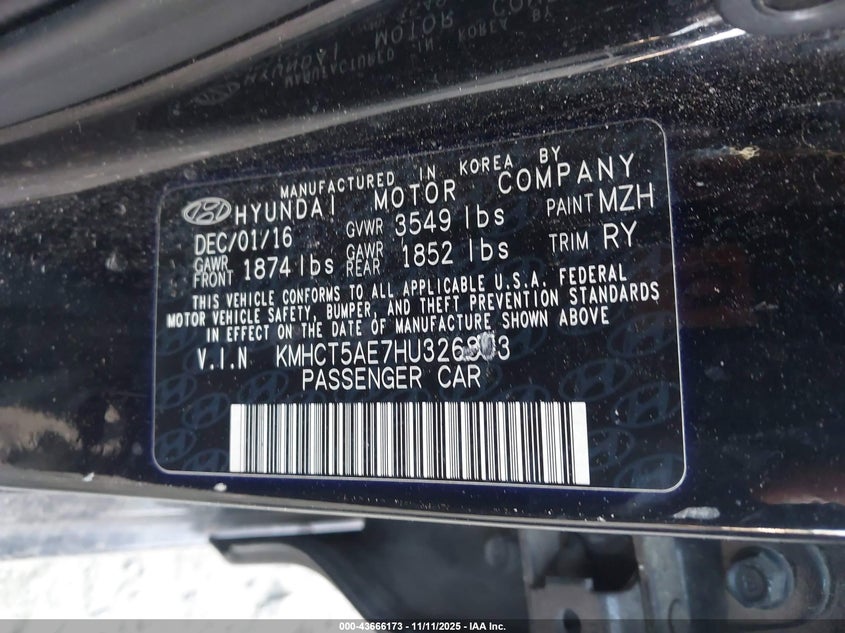 MANUFACTURED IN KOREA BY
HYUNDAI MOTOR COMPANY
DEC/01/16 GVWR 3549 lbs PAINT MZH
GAWR FRONT 1874 lbs GAWR REAR 1852 lbs TRIM RY
THIS VEHICLE CONFORMS TO ALL APPLICABLE U.S.A. FEDERAL
MOTOR VEHICLE SAFETY, BUMPER, AND THEFT PREVENTION STANDARDS
IN EFFECT ON THE DATE OF MANUFACTURE SHOWN ABOVE
V.I.N
PASSENGER CAR
000-43666173 - 11/11/2025 - IAA Inc.